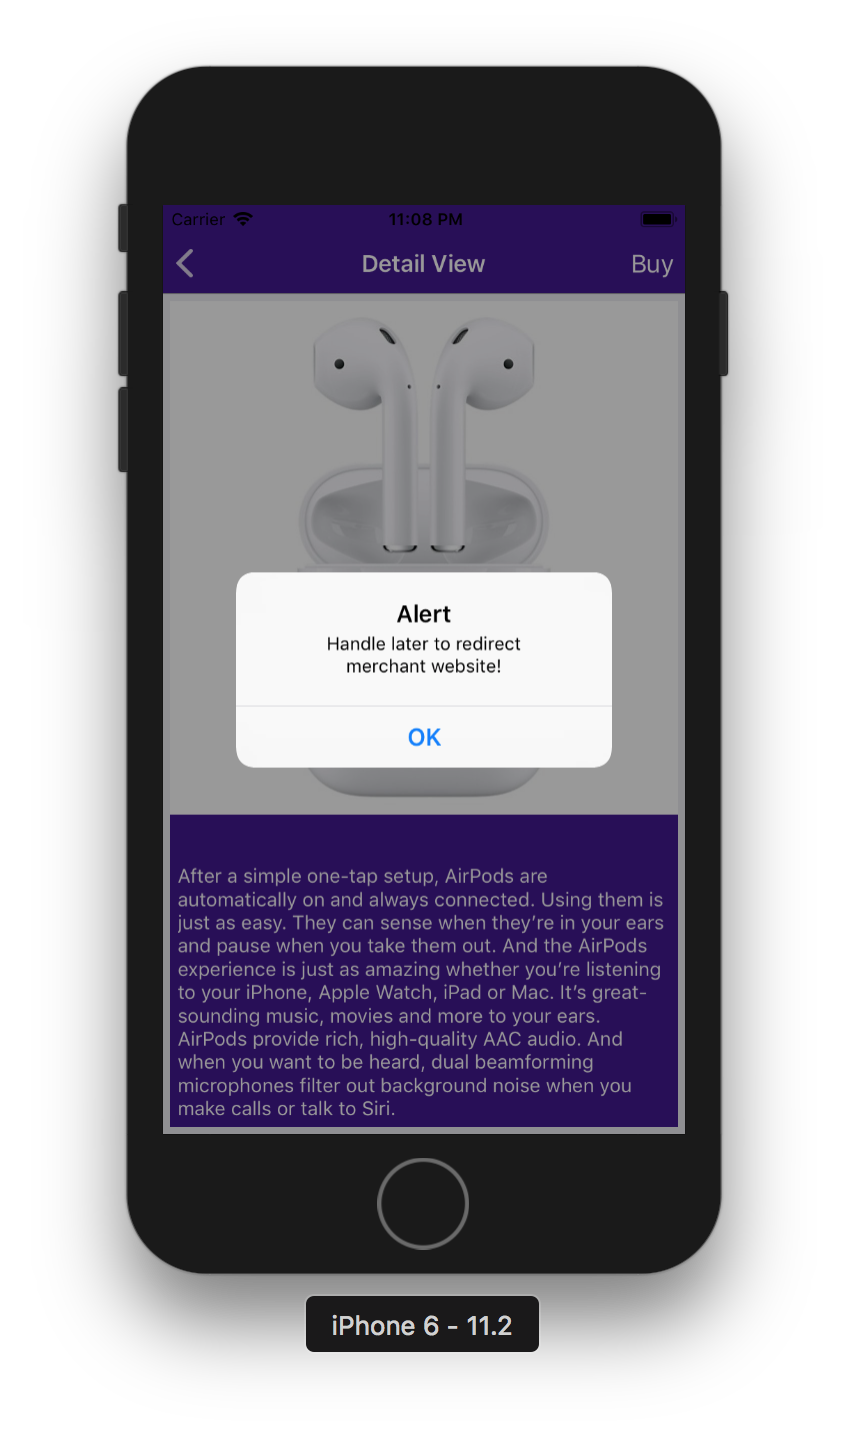 Carrier 11:08 PM
Detail View Buy
Alert
Handle later to redirect
merchant website!
OK
After a simple one-tap setup, AirPods are
automatically on and always connected. Using them is
just as easy. They can sense when they’re in your ears
and pause when you take them out. And the AirPods
experience is just as amazing whether you’re listening
to your iPhone, Apple Watch, iPad or Mac. It’s great-
sounding music, movies and more to your ears.
AirPods provide rich, high-quality AAC audio. And
when you want to be heard, dual beamforming
microphones filter out background noise when you
make calls or talk to Siri.
iPhone 6 - 11.2